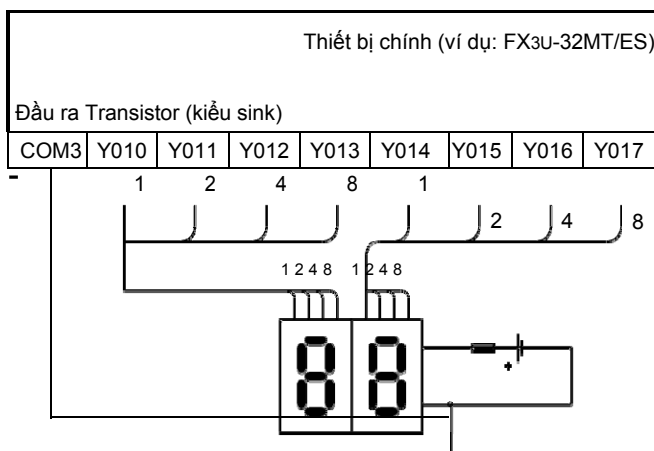 Thiết bị chính (ví dụ: FX3U-32MT/ES)
Đầu ra Transistor (kiểu sink)
COM3 Y010 Y011 Y012 Y013 Y014 Y015 Y016 Y017
- 1 2 4 8 1
2 4 8
1 2 4 8 1 2 4 8
8 8
+